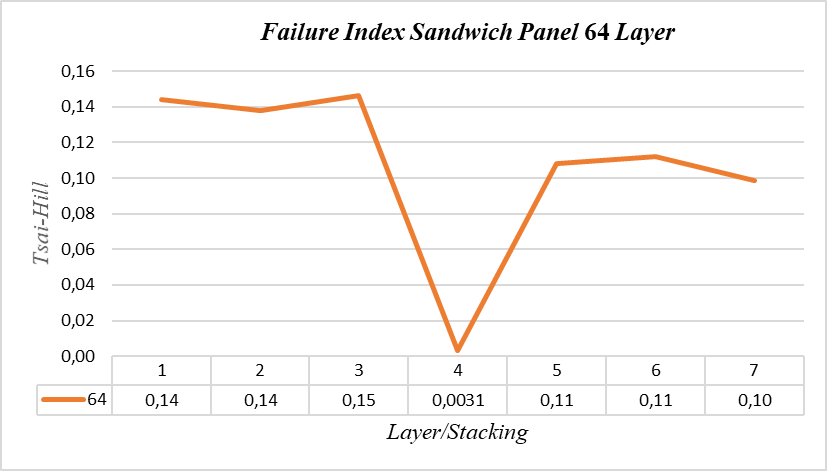 Failure Index Sandwich Panel 64 Layer
0,16
0,14
0,12
0,10
0,08
0,06
0,04
0,02
0,00
Tsai-Hill
1 2 3 4 5 6 7
64 0,14 0,14 0,15 0,0031 0,11 0,11 0,10
Layer/Stacking